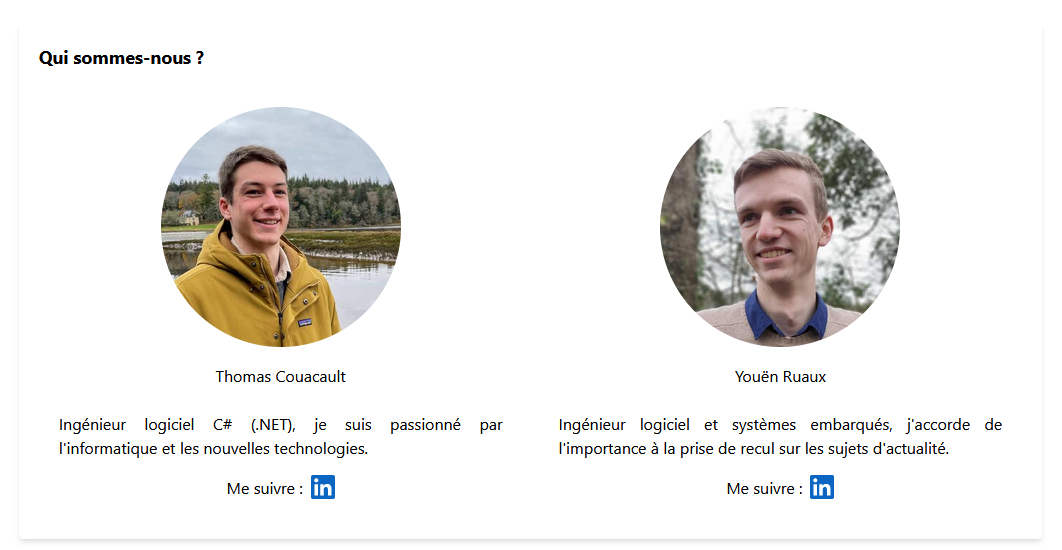 Qui sommes-nous ?
Thomas Couacault
Ingénieur logiciel C# (.NET), je suis passionné par
l'informatique et les nouvelles technologies.
Me suivre : in
Youën Ruaux
Ingénieur logiciel et systèmes embarqués, j'accorde de
l'importance à la prise de recul sur les sujets d'actualité.
Me suivre : in